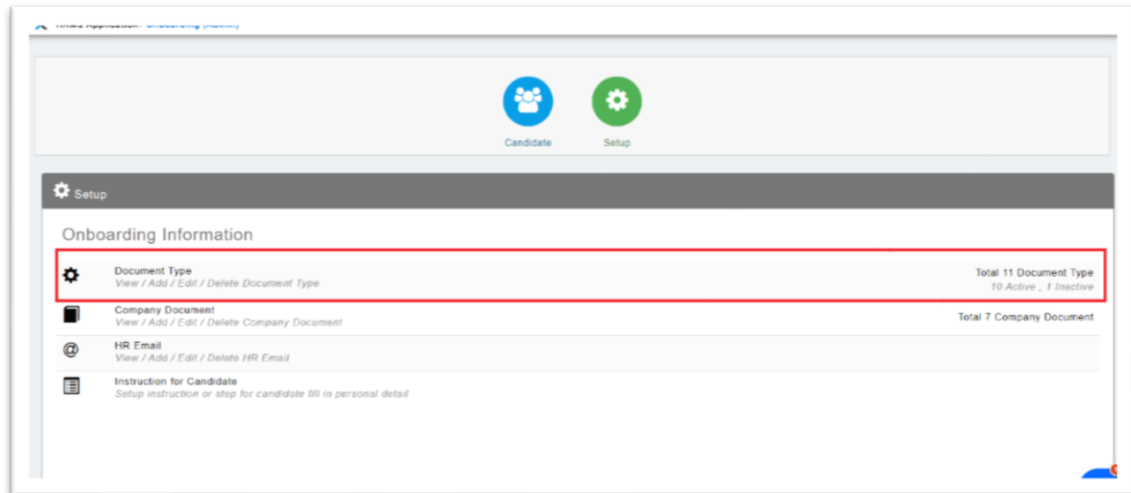 Candidate
Setup
Setup
Onboarding Information
Document Type
View / Add / Edit / Delete Document Type
Total 11 Document Type
10 Active , 1 Inactive
Company Document
View / Add / Edit / Delete Company Document
Total 7 Company Document
@ HR Email
View / Add / Edit / Delete HR Email
Instruction for Candidate
Setup instruction or step for candidate fill in personal detail